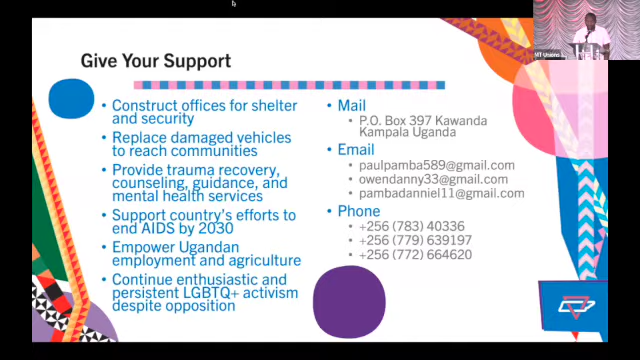 MT Unions
Give Your Support
• Construct offices for shelter
and security
• Replace damaged vehicles
to reach communities
• Provide trauma recovery,
counseling, guidance, and
mental health services
• Support country's efforts to
end AIDS by 2030
• Empower Ugandan
employment and agriculture
• Continue enthusiastic and
persistent LGBTQ+ activism
despite opposition
• Mail
• P.O. Box 397 Kawanda
Kampala Uganda
• Email
• paulpamba589@gmail.com
• owendanny33@gmail.com
• pambadanniel11@gmail.com
• Phone
• +256 (783) 40336
• +256 (779) 639197
• +256 (772) 664620